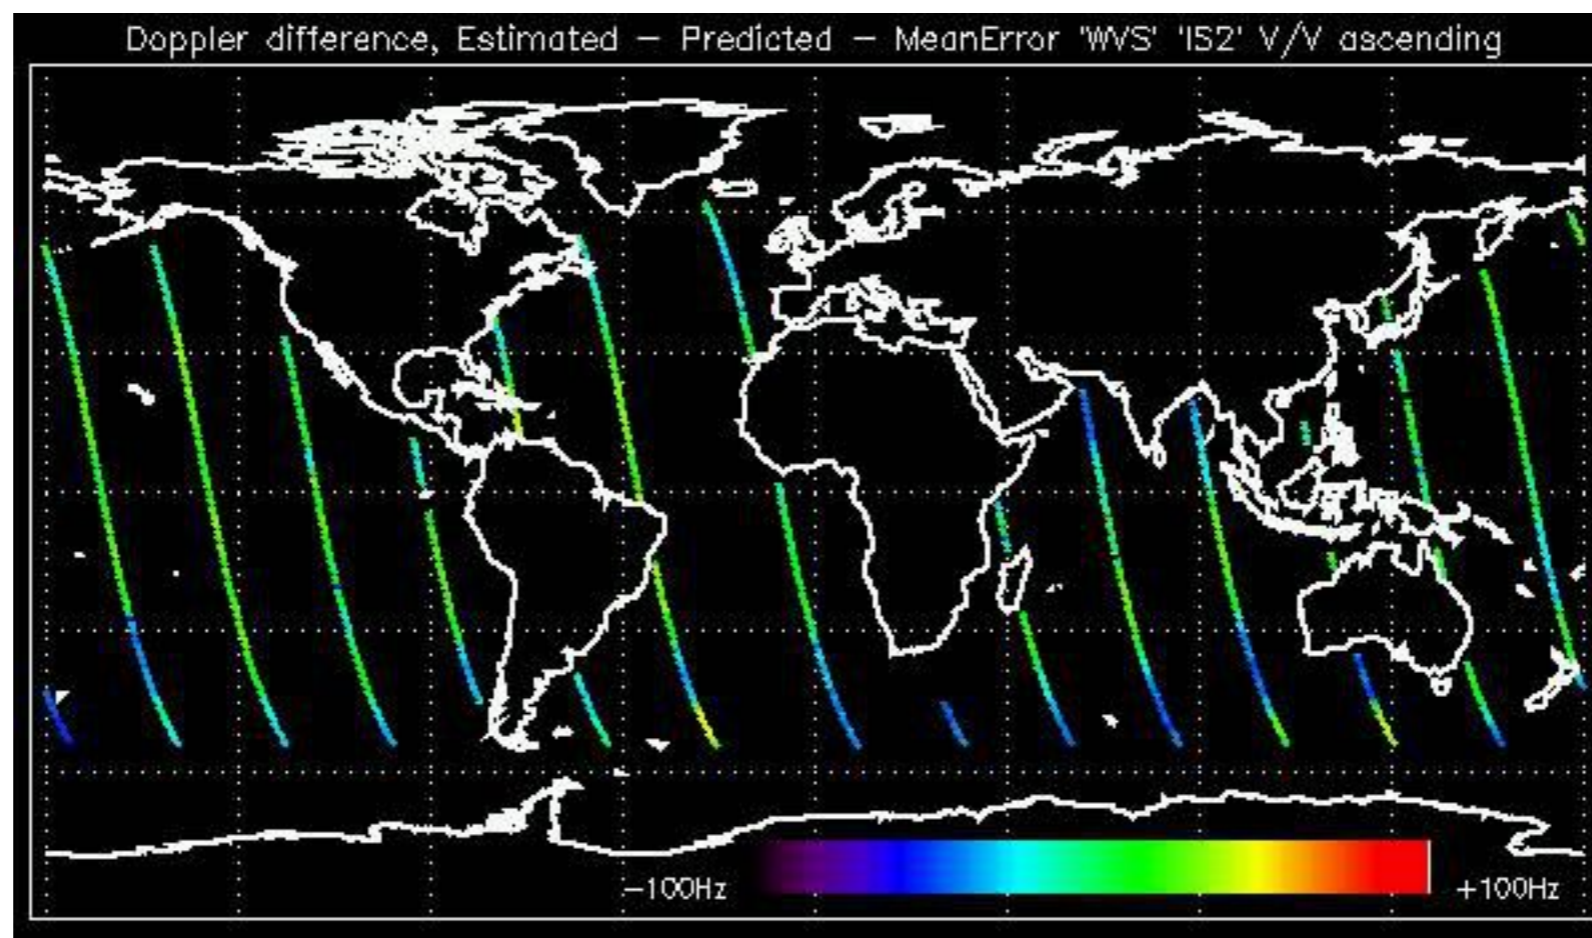 Doppler difference, Estimated - Predicted - MeanError 'WVS' 'IS2' V/V ascending
-100Hz +100Hz